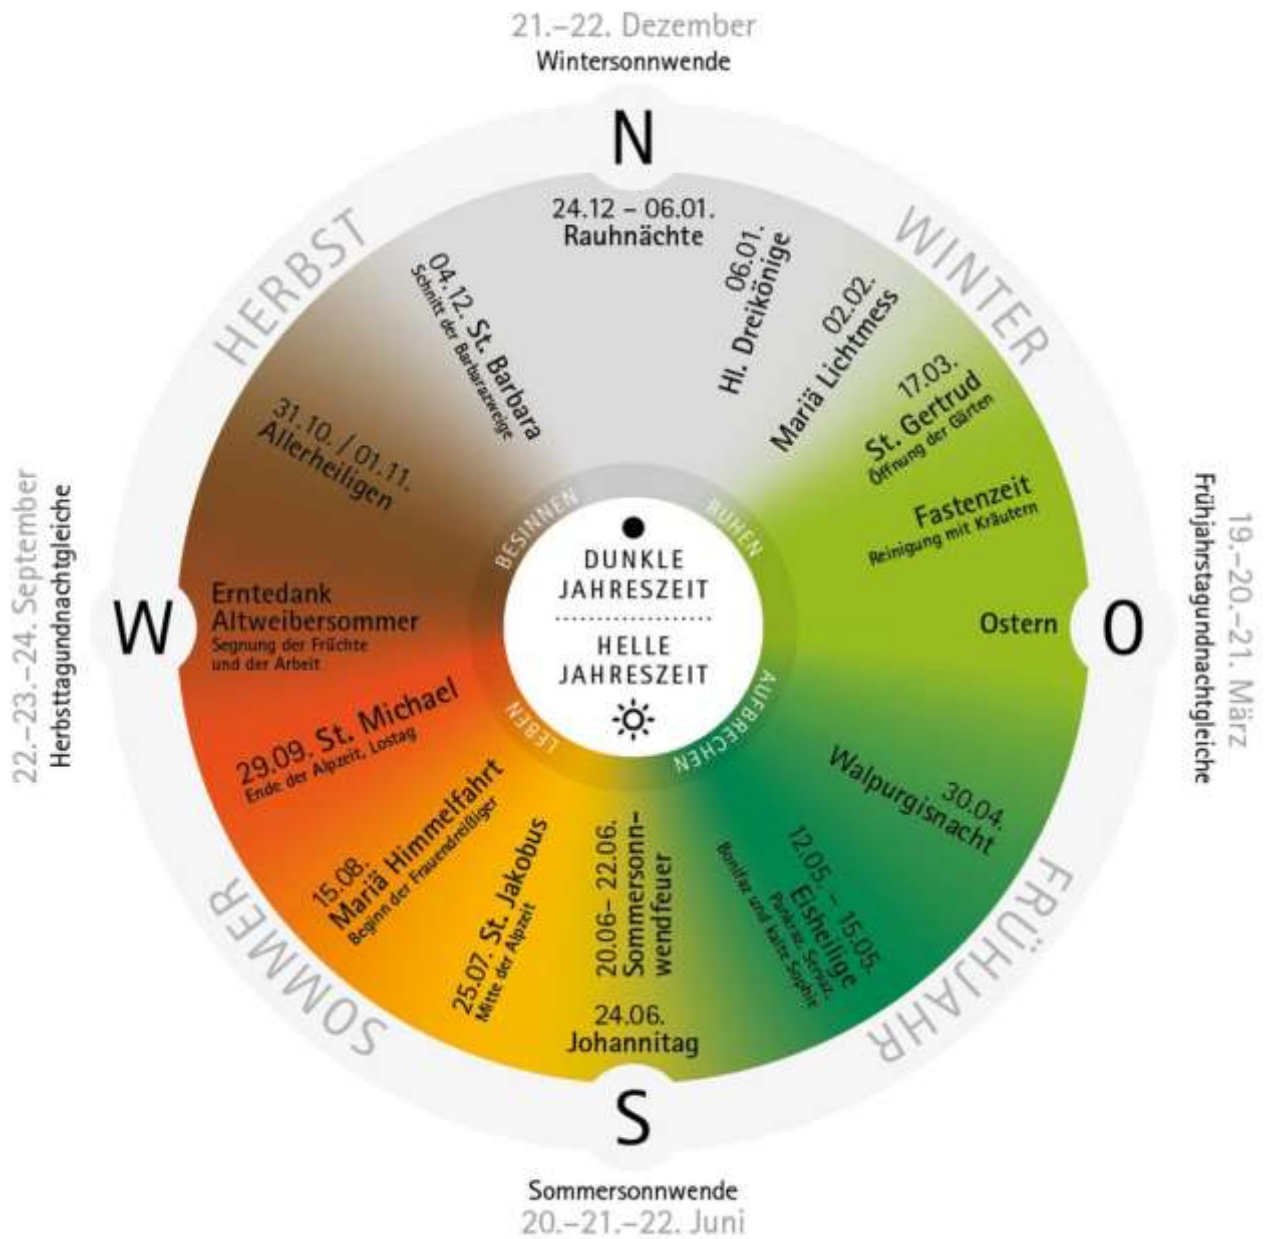 21.–22. Dezember
Wintersonnwende
N
HERBST
WINTER
24.12 – 06.01.
Rauhnächte
06.01.
Hl. Dreikönige
02.02.
Mariä Lichtmess
17.03.
St. Gertrud
Öffnung der Gärten
Fastenzeit
Reinigung mit Kräutern
Ostern
O
19.–20.–21. März
Frühjahrstagundnachtgleiche
30.04.
Walpurgisnacht
12.05. – 15.05.
Eisheilige
Pankraz, Servaz,
Bonifaz und kalte Sophie
FRÜHJAHR
20.06– 22.06.
Sommersonn-
wendfeuer
24.06.
Johannitag
S
Sommersonnwende
20.–21.–22. Juni
25.07. St. Jakobus
Mitte der Alpzeit
15.08.
Mariä Himmelfahrt
Beginn der Frauendreißiger
SOMMER
29.09. St. Michael
Ende der Alpzeit, Lostag
Erntedank
Altweibersommer
Segnung der Früchte
und der Arbeit
W
22.–23.–24. September
Herbsttagundnachtgleiche
31.10. / 01.11.
Allerheiligen
04.12. St. Barbara
Schnitt der Barbarazweige
BESINNEN
RUHEN
AUFBRECHEN
LEBEN
DUNKLE
JAHRESZEIT
HELLE
JAHRESZEIT